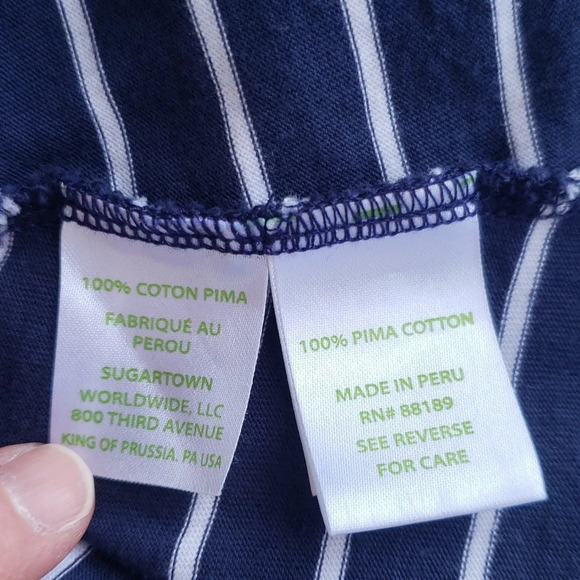 100% COTON PIMA
FABRIQUÉ AU
PEROU
SUGARTOWN
WORLDWIDE, LLC
800 THIRD AVENUE
KING OF PRUSSIA. PA USA
100% PIMA COTTON
MADE IN PERU
RN# 88189
SEE REVERSE
FOR CARE